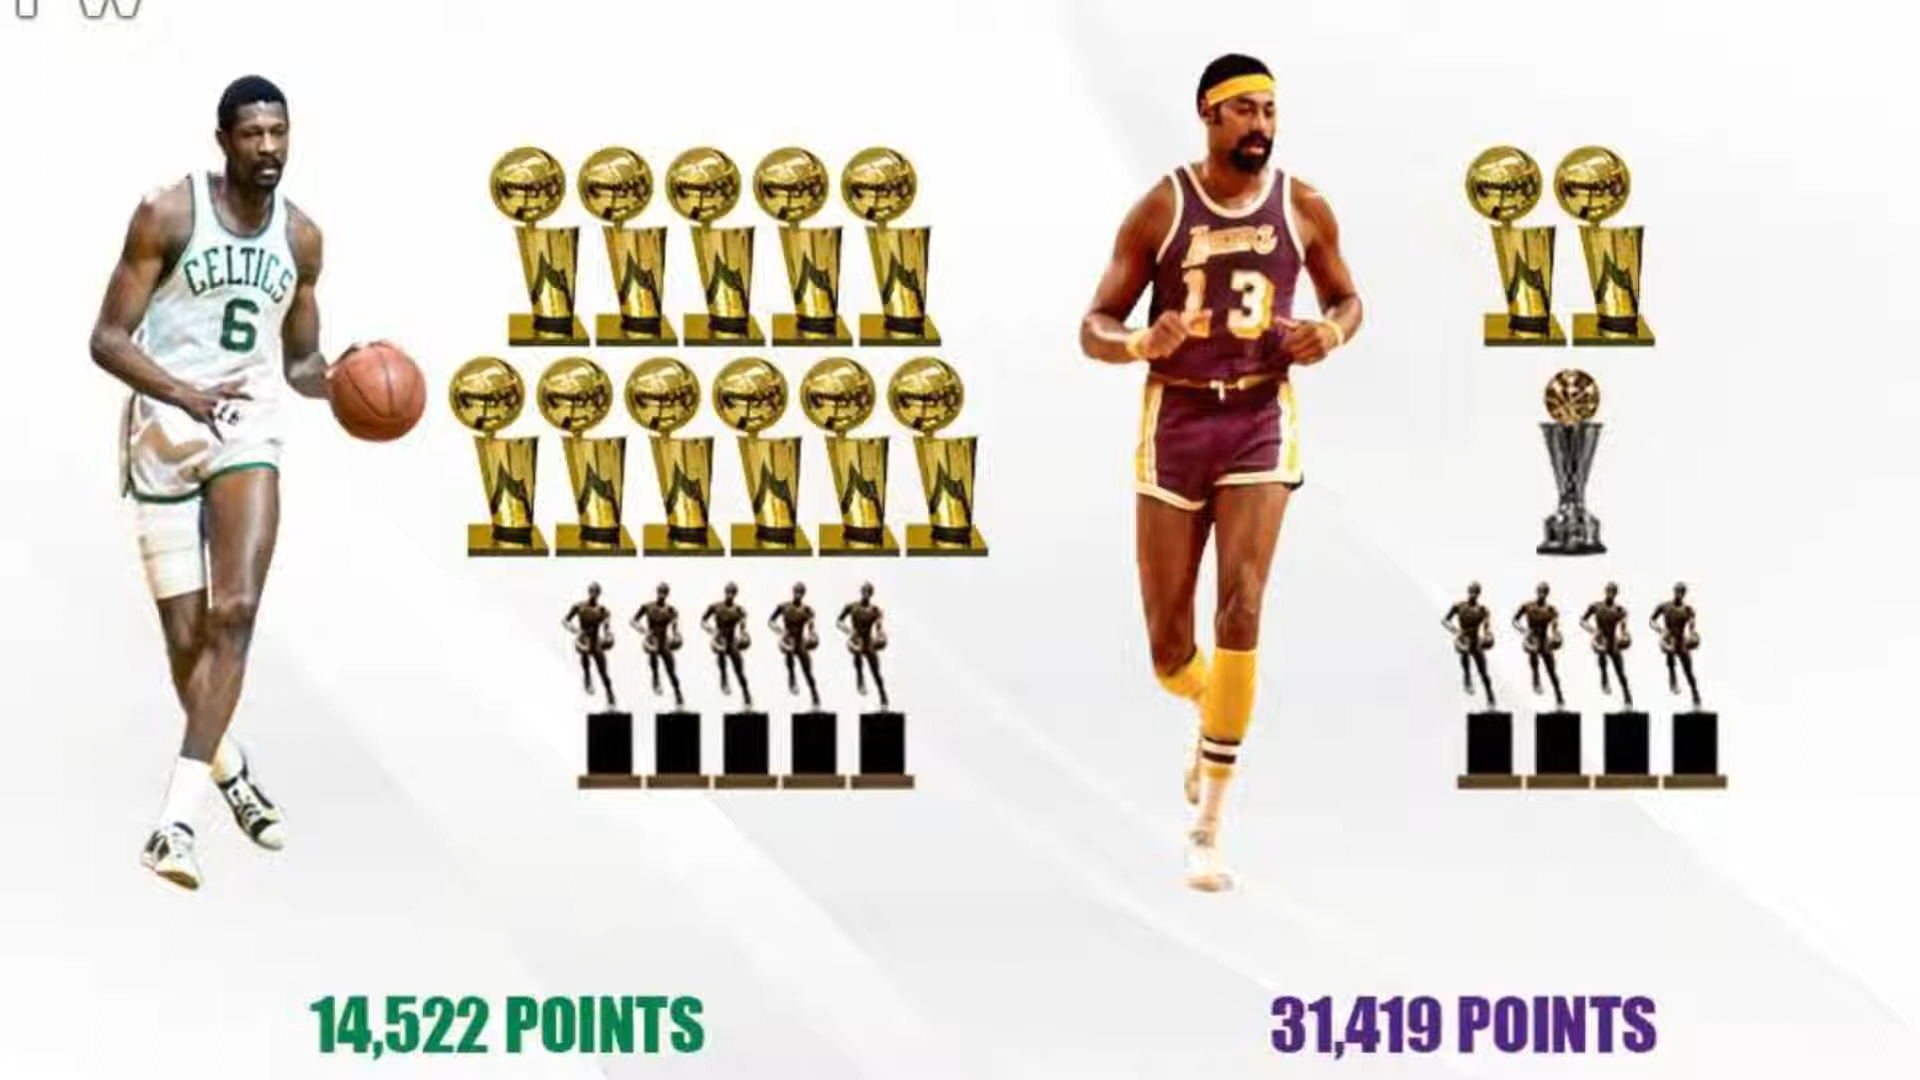 CELTICS
6
LAKERS
13
14,522 POINTS
31,419 POINTS